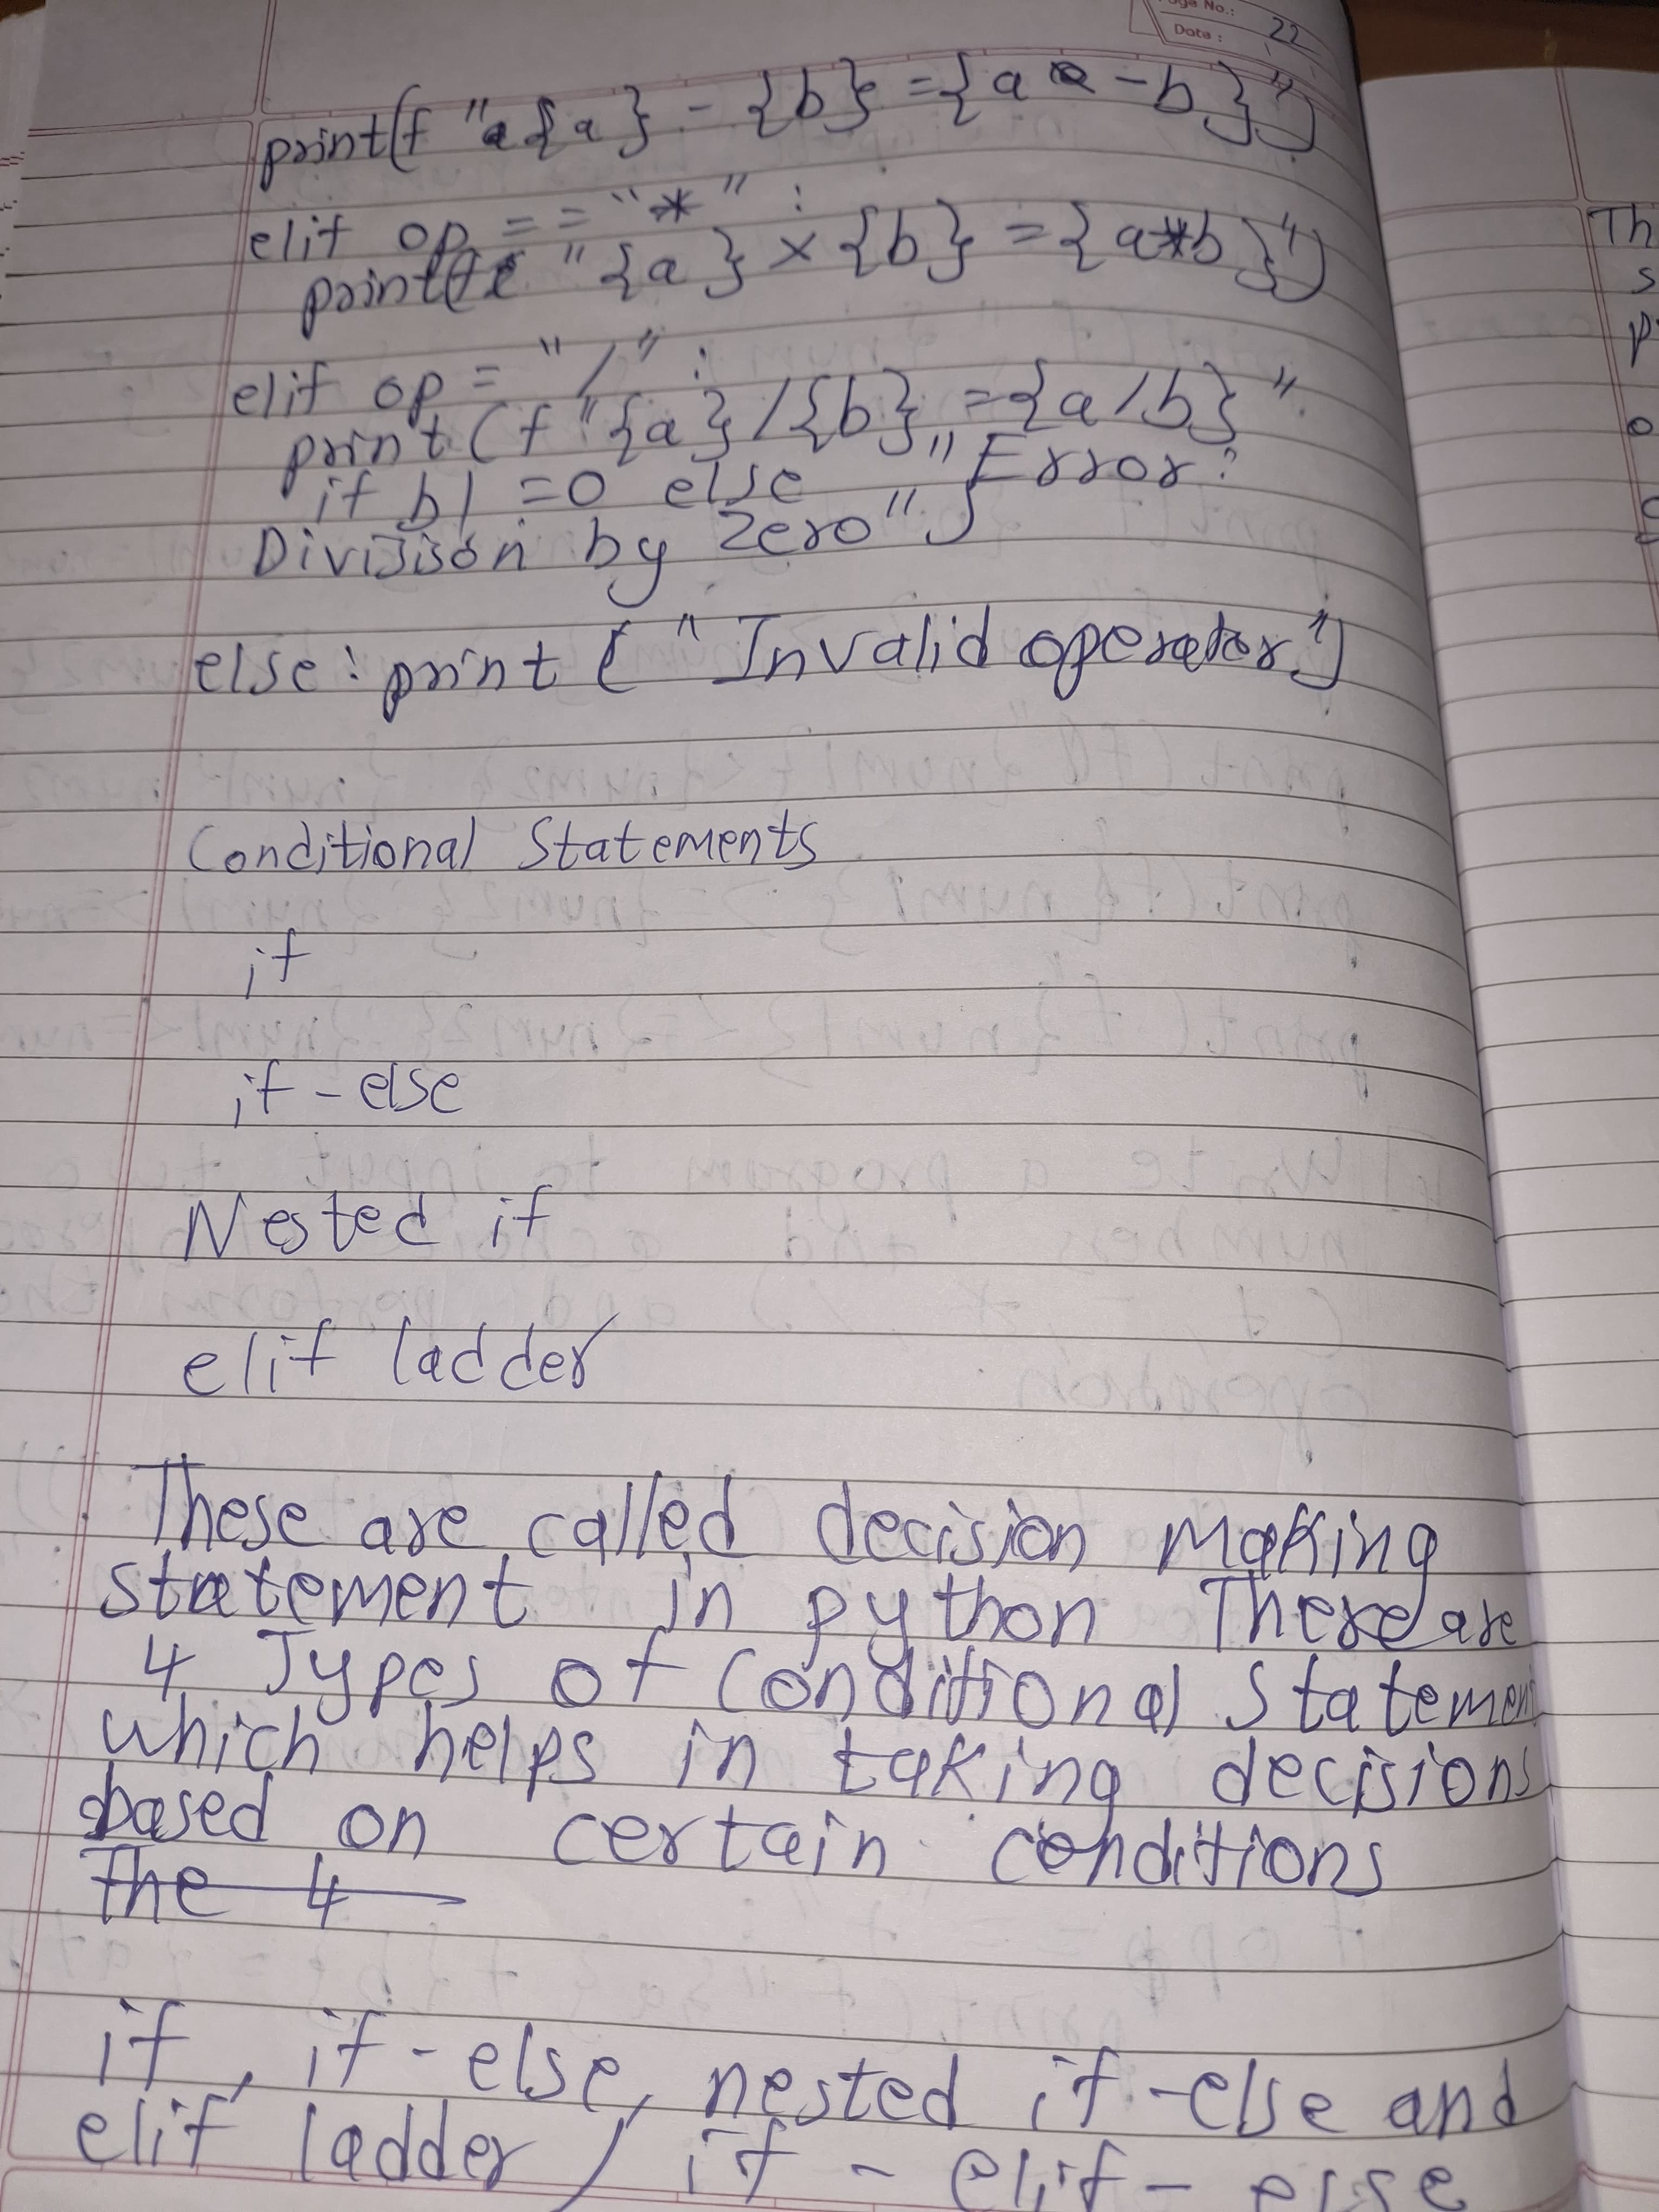 Page No.: 22
Date :
print(f "{a} - {b} = {a - b}")
elif op == "*" :
print(f "{a} × {b} = {a*b}")
elif op = "/" :
print (f "{a} / {b} = {a/b}"
if b! =0 else "Error:
Division by zero")
else : print ( "Invalid operator")
Conditional Statements
if
if - else
Nested if
elif ladder
These are called decision making
statement in python There are
4 Types of conditional statement
which helps in taking decisions
based on certain conditions
The 4
if, if - else, nested if - else and
elif ladder / if - elif - else
Th
s
p
o